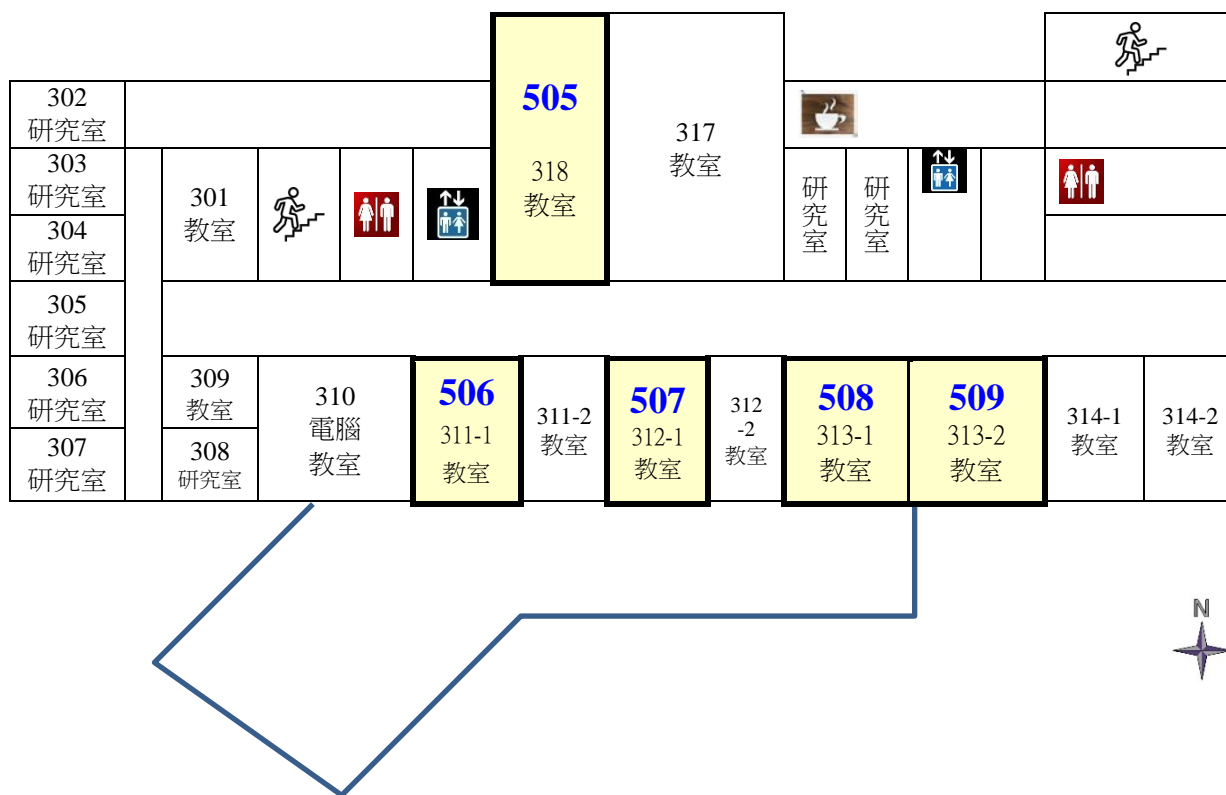 302
研究室
303
研究室
304
研究室
305
研究室
306
研究室
307
研究室
301
教室
505
318
教室
317
教室
研究室
研究室
309
教室
308
研究室
310
電腦
教室
506
311-1
教室
311-2
教室
507
312-1
教室
312
-2
教室
508
313-1
教室
509
313-2
教室
314-1
教室
314-2
教室
N